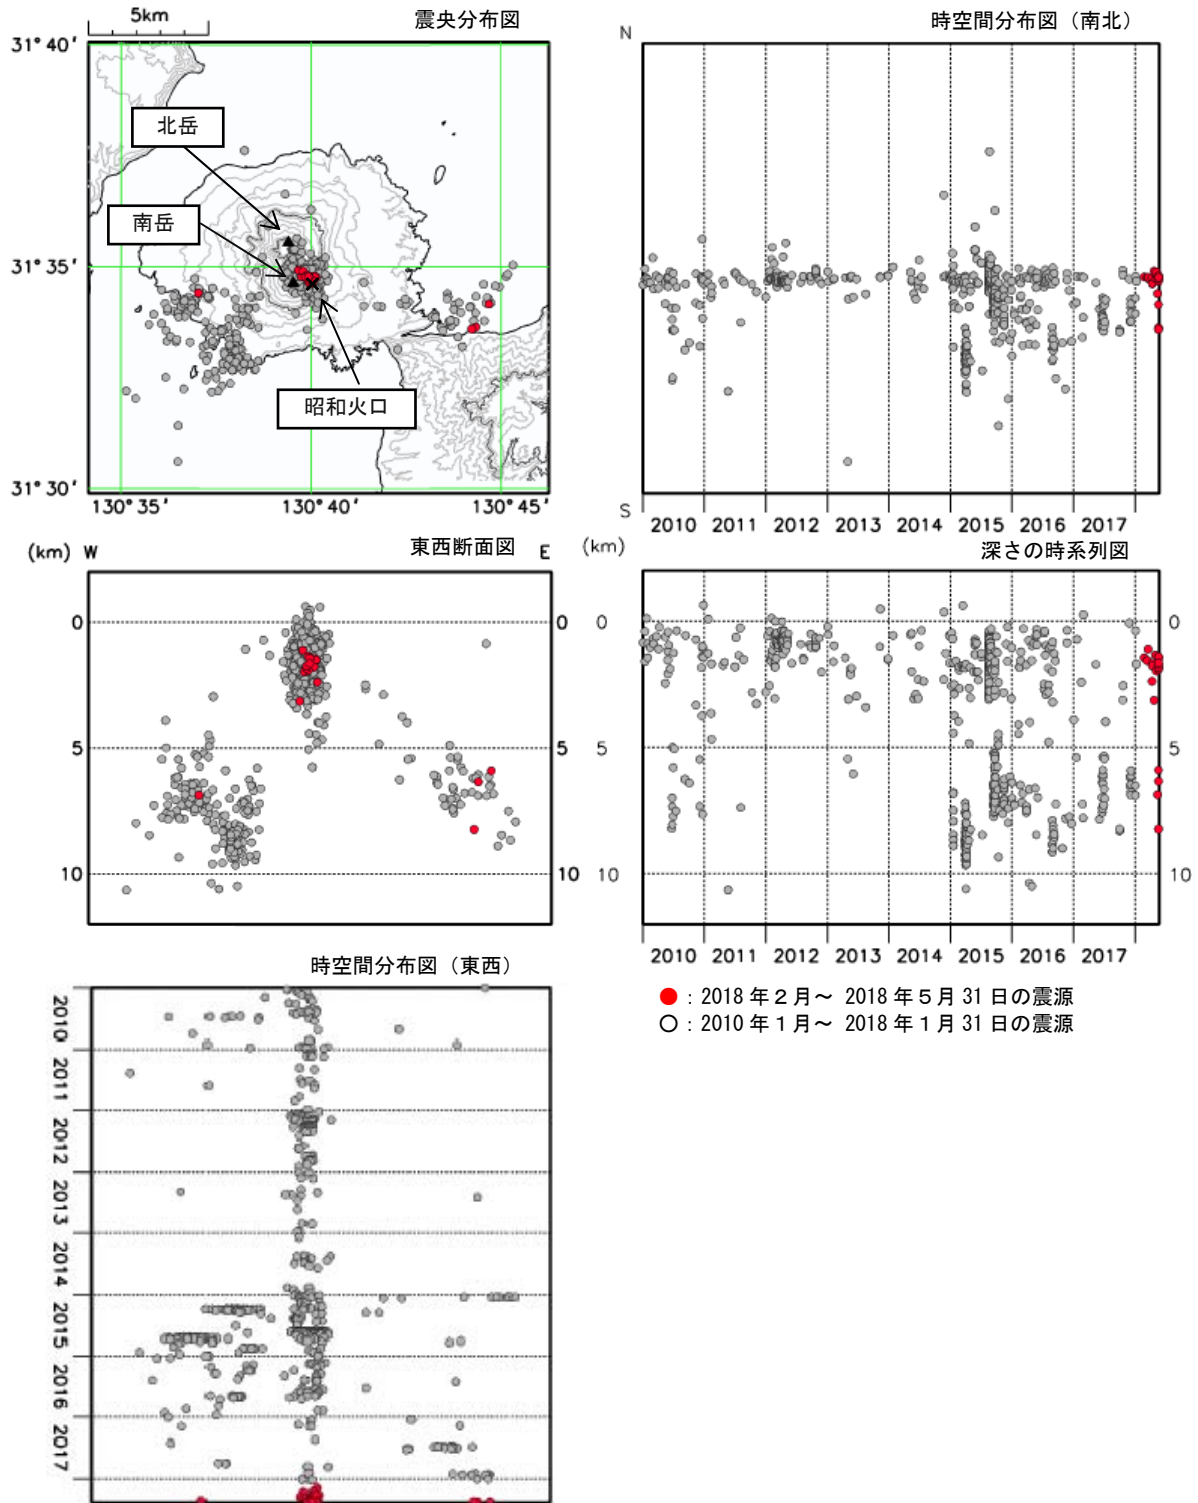 5km
震央分布図
時空間分布図（南北）
31°40′
N
北岳
南岳
31°35′
昭和火口
31°30′
130°35′ 130°40′ 130°45′
S
2010 2011 2012 2013 2014 2015 2016 2017
(km) W 東西断面図 E
(km) 深さの時系列図
0 0 0
5 5 5
10 10 10 10
2010 2011 2012 2013 2014 2015 2016 2017
時空間分布図（東西）
●：2018年２月～ 2018年５月31日の震源
○：2010年１月～ 2018年１月31日の震源
2010
2011
2012
2013
2014
2015
2016
2017